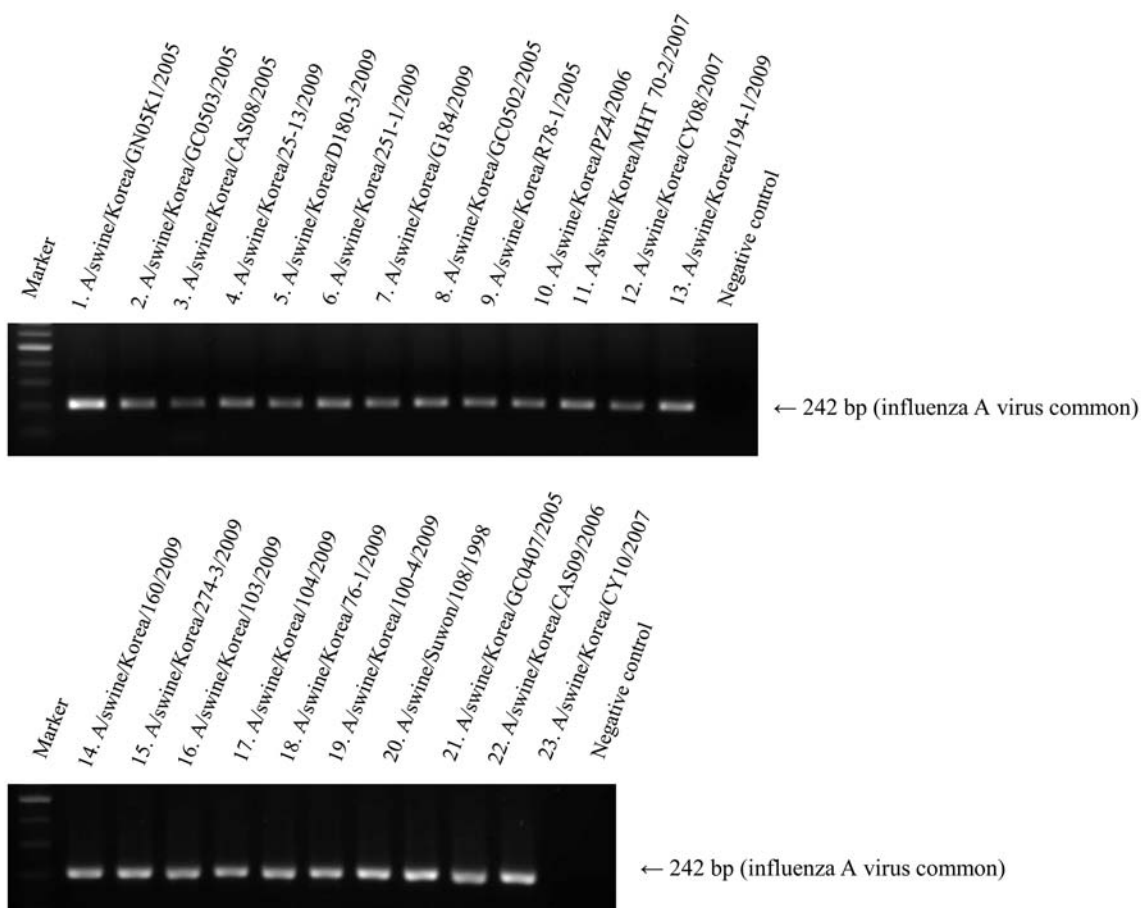 Marker
1. A/swine/Korea/GN05K1/2005
2. A/swine/Korea/GC0503/2005
3. A/swine/Korea/CAS08/2005
4. A/swine/Korea/25-13/2009
5. A/swine/Korea/D180-3/2009
6. A/swine/Korea/251-1/2009
7. A/swine/Korea/G184/2009
8. A/swine/Korea/GC0502/2005
9. A/swine/Korea/R78-1/2005
10. A/swine/Korea/PZ4/2006
11. A/swine/Korea/MHT 70-2/2007
12. A/swine/Korea/CY08/2007
13. A/swine/Korea/194-1/2009
Negative control
← 242 bp (influenza A virus common)
Marker
14. A/swine/Korea/160/2009
15. A/swine/Korea/274-3/2009
16. A/swine/Korea/103/2009
17. A/swine/Korea/104/2009
18. A/swine/Korea/76-1/2009
19. A/swine/Korea/100-4/2009
20. A/swine/Suwon/108/1998
21. A/swine/Korea/GC0407/2005
22. A/swine/Korea/CAS09/2006
23. A/swine/Korea/CY10/2007
Negative control
← 242 bp (influenza A virus common)